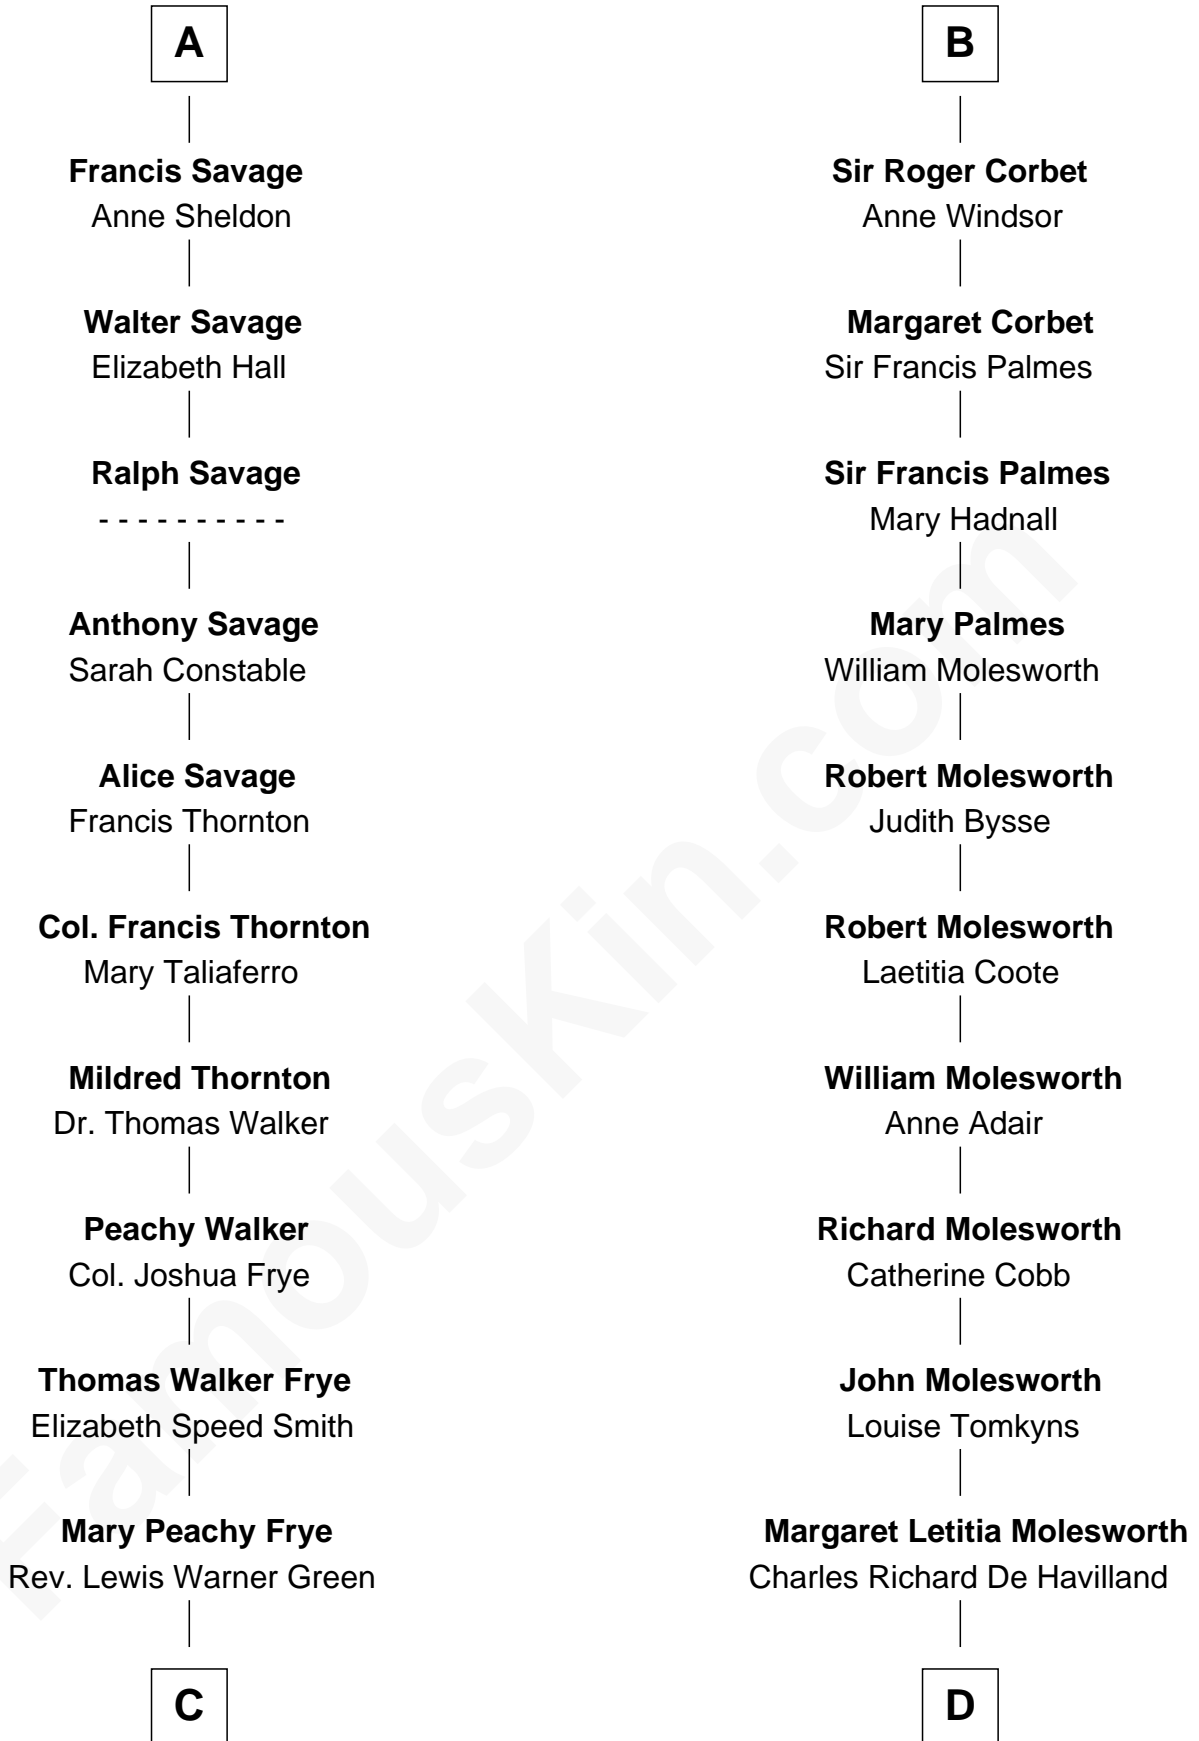 A
Francis Savage
Anne Sheldon
Walter Savage
Elizabeth Hall
Ralph Savage
- - - - - - - - - -
Anthony Savage
Sarah Constable
Alice Savage
Francis Thornton
Col. Francis Thornton
Mary Taliaferro
Mildred Thornton
Dr. Thomas Walker
Peachy Walker
Col. Joshua Frye
Thomas Walker Frye
Elizabeth Speed Smith
Mary Peachy Frye
Rev. Lewis Warner Green
C
B
Sir Roger Corbet
Anne Windsor
Margaret Corbet
Sir Francis Palmes
Sir Francis Palmes
Mary Hadnall
Mary Palmes
William Molesworth
Robert Molesworth
Judith Bysse
Robert Molesworth
Laetitia Coote
William Molesworth
Anne Adair
Richard Molesworth
Catherine Cobb
John Molesworth
Louise Tomkyns
Margaret Letitia Molesworth
Charles Richard De Havilland
D
FamousKin.com